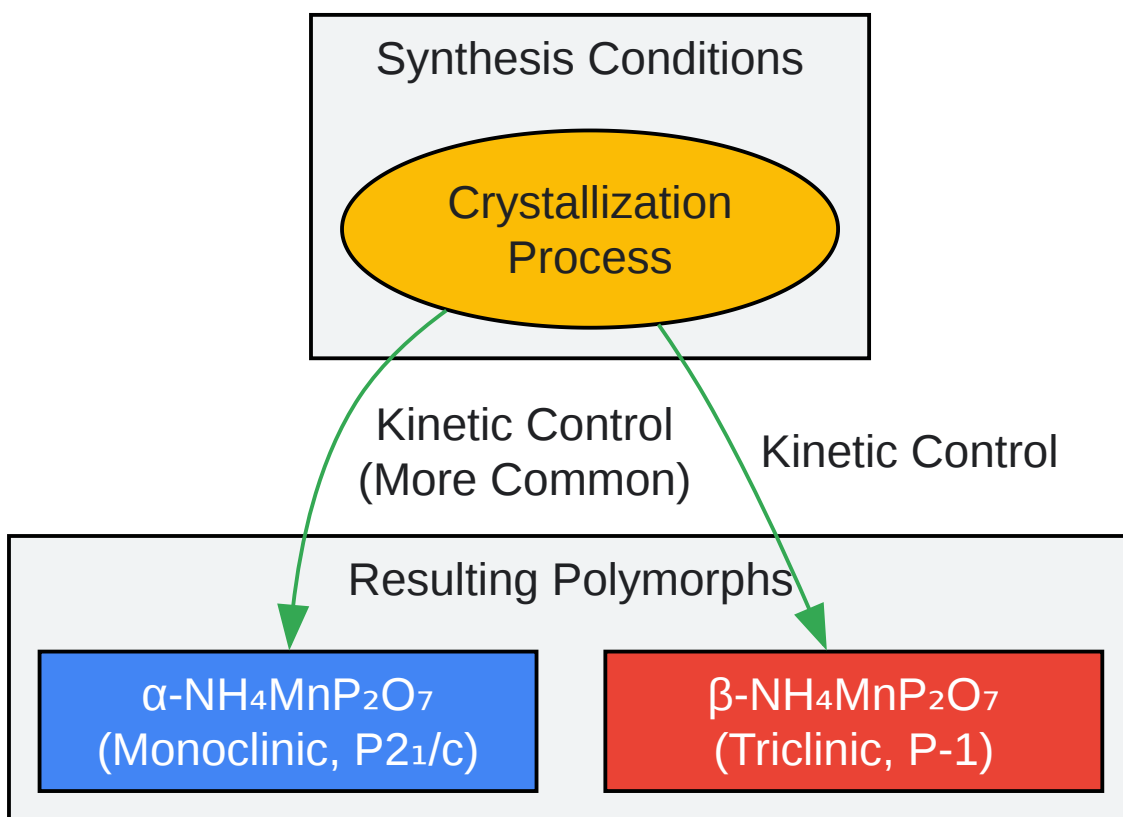 Synthesis Conditions
Crystallization
Process
Kinetic Control
(More Common)
Kinetic Control
Resulting Polymorphs
α-NH₄MnP₂O₇
(Monoclinic, P2₁/c)
β-NH₄MnP₂O₇
(Triclinic, P-1)